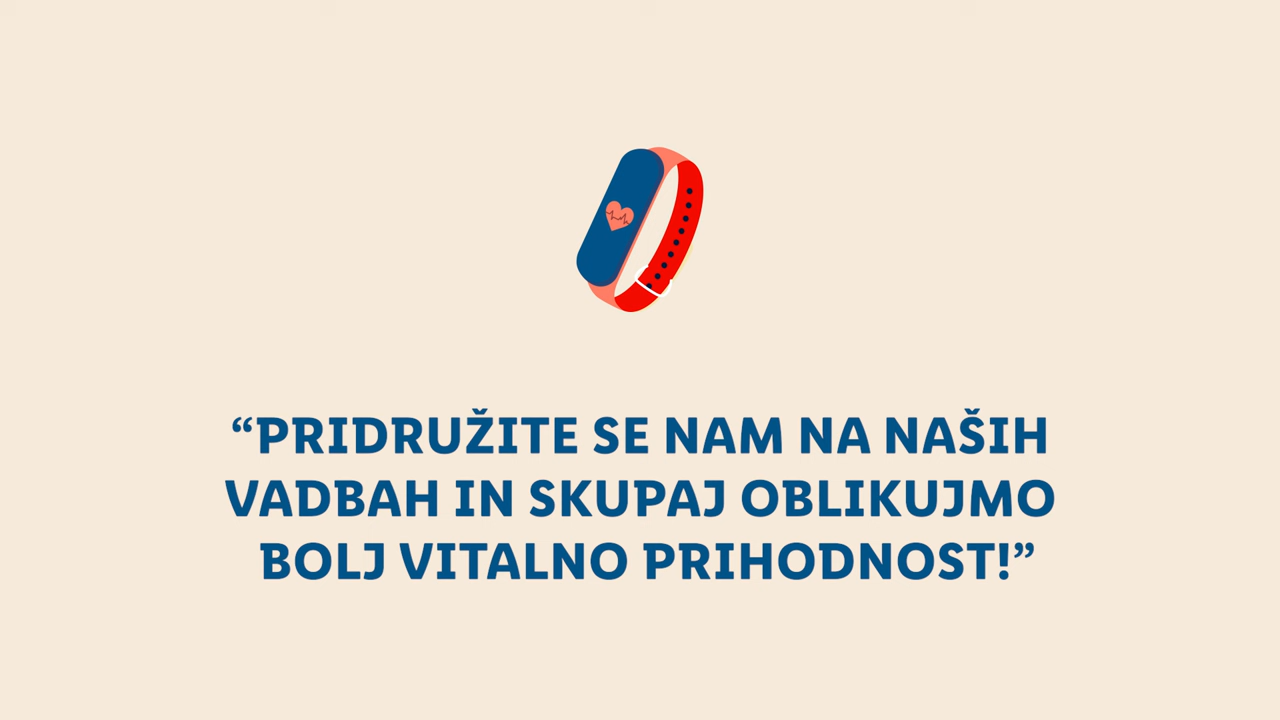 “PRIDRUŽITE SE NAM NA NAŠIH
VADBAH IN SKUPAJ OBLIKUJMO
BOLJ VITALNO PRIHODNOST!”